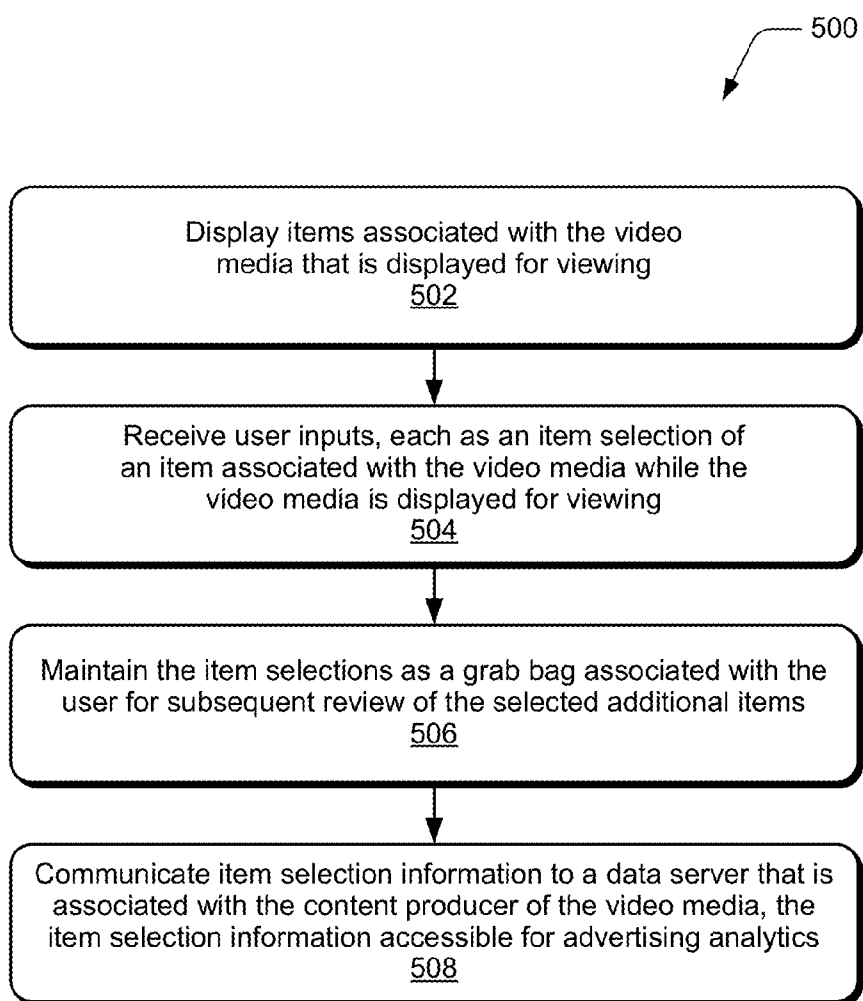 500
Display items associated with the video
media that is displayed for viewing
502
Receive user inputs, each as an item selection of
an item associated with the video media while the
video media is displayed for viewing
504
Maintain the item selections as a grab bag associated with the
user for subsequent review of the selected additional items
506
Communicate item selection information to a data server that is
associated with the content producer of the video media, the
item selection information accessible for advertising analytics
508